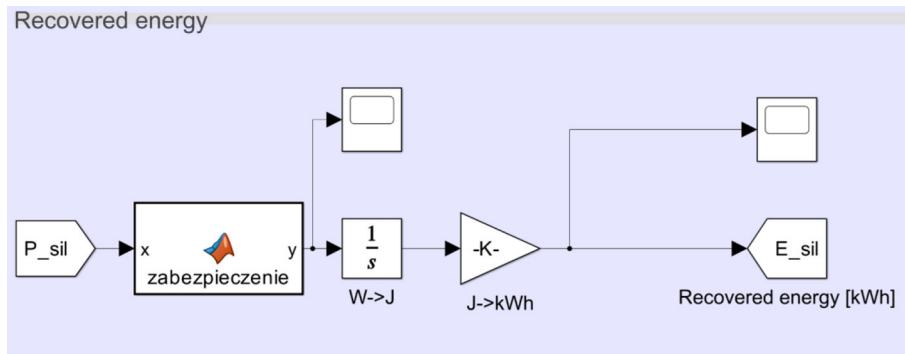 Recovered energy
P_sil
x
y
zabezpieczenie
1
s
W->J
-K-
J->kWh
E_sil
Recovered energy [kWh]